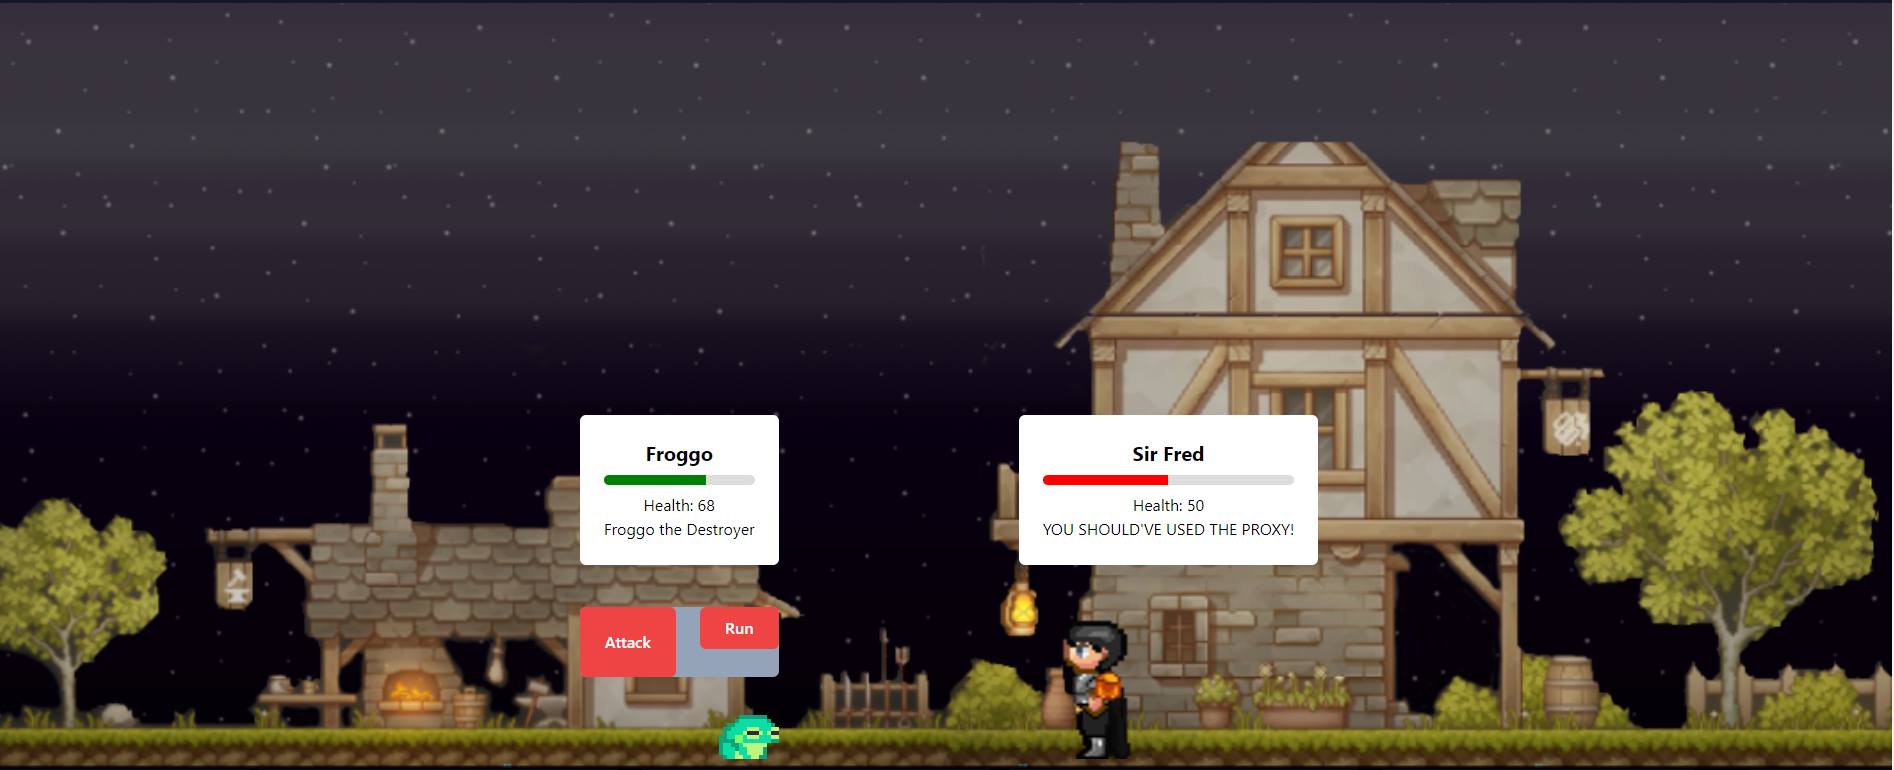 Froggo
Health: 68
Froggo the Destroyer
Sir Fred
Health: 50
YOU SHOULD'VE USED THE PROXY!
Attack
Run